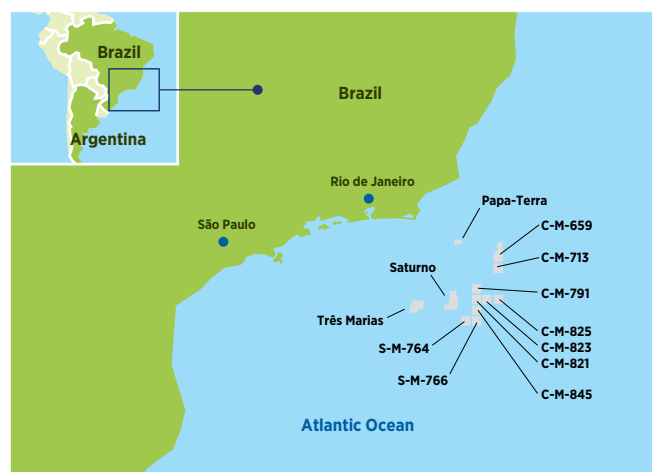 Brazil
Argentina
Brazil
Rio de Janeiro
São Paulo
Papa-Terra
C-M-659
C-M-713
Saturno
C-M-791
Três Marias
C-M-825
S-M-764
C-M-823
C-M-821
S-M-766
C-M-845
Atlantic Ocean